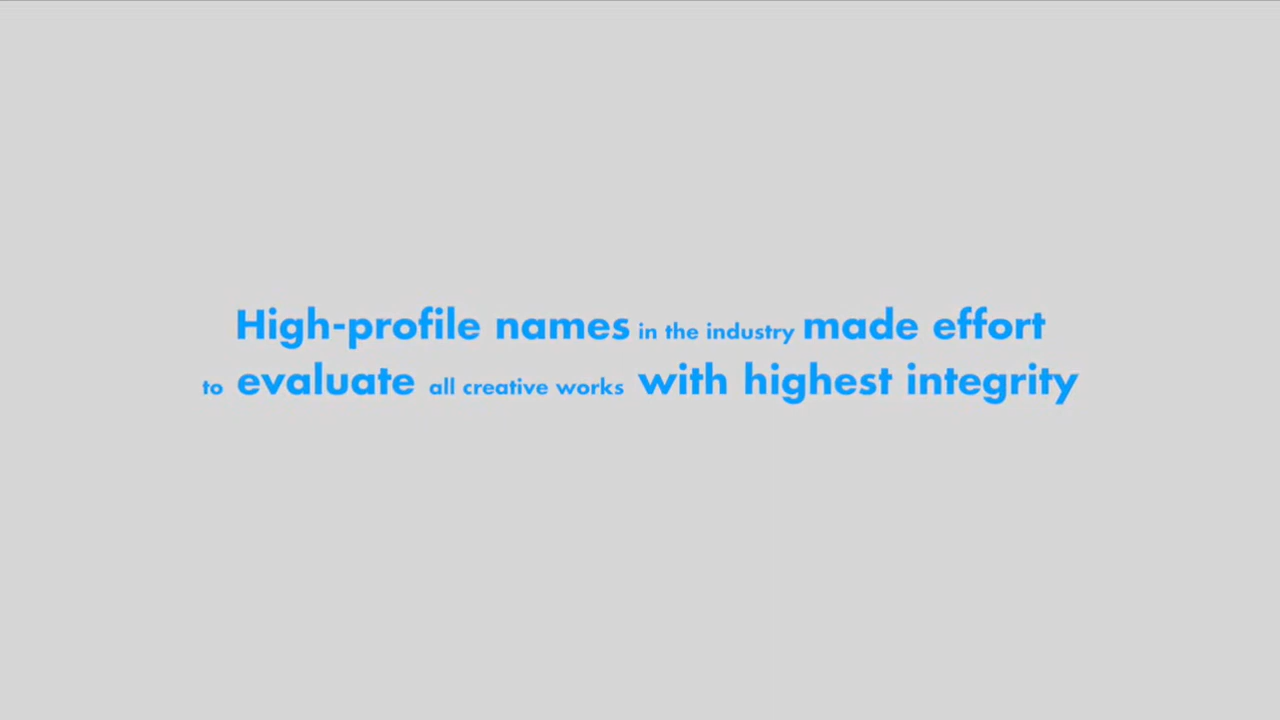 High-profile names in the industry made effort
to evaluate all creative works with highest integrity